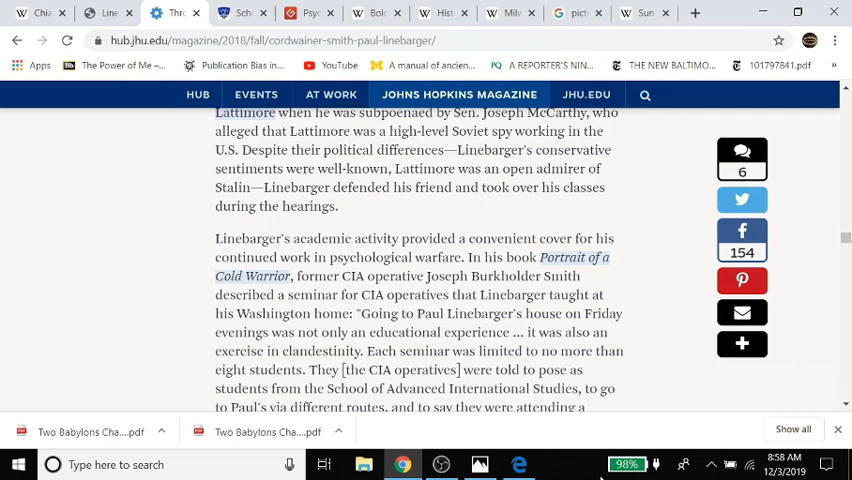 Chia
Line
Thro
Sch
Psyc
Bolo
Hist
Milw
pictu
Sun
hub.jhu.edu/magazine/2018/fall/cordwainer-smith-paul-linebarger/
Apps The Power of Me –... Publication Bias in... YouTube A manual of ancien... PQ A REPORTER'S NIN... THE NEW BALTIMO... 101797841.pdf »
HUB EVENTS AT WORK JOHNS HOPKINS MAGAZINE JHU.EDU
Lattimore when he was subpoenaed by Sen. Joseph McCarthy, who
alleged that Lattimore was a high-level Soviet spy working in the
U.S. Despite their political differences—Linebarger's conservative
sentiments were well-known, Lattimore was an open admirer of
Stalin—Linebarger defended his friend and took over his classes
during the hearings.
Linebarger's academic activity provided a convenient cover for his
continued work in psychological warfare. In his book Portrait of a
Cold Warrior, former CIA operative Joseph Burkholder Smith
described a seminar for CIA operatives that Linebarger taught at
his Washington home: "Going to Paul Linebarger's house on Friday
evenings was not only an educational experience ... it was also an
exercise in clandestinity. Each seminar was limited to no more than
eight students. They [the CIA operatives] were told to pose as
students from the School of Advanced International Studies, to go
to Paul's via different routes, and to say they were attending a
6
154
Two Babylons Cha....pdf
Two Babylons Cha....pdf
Show all
Type here to search
98%
8:58 AM
12/3/2019